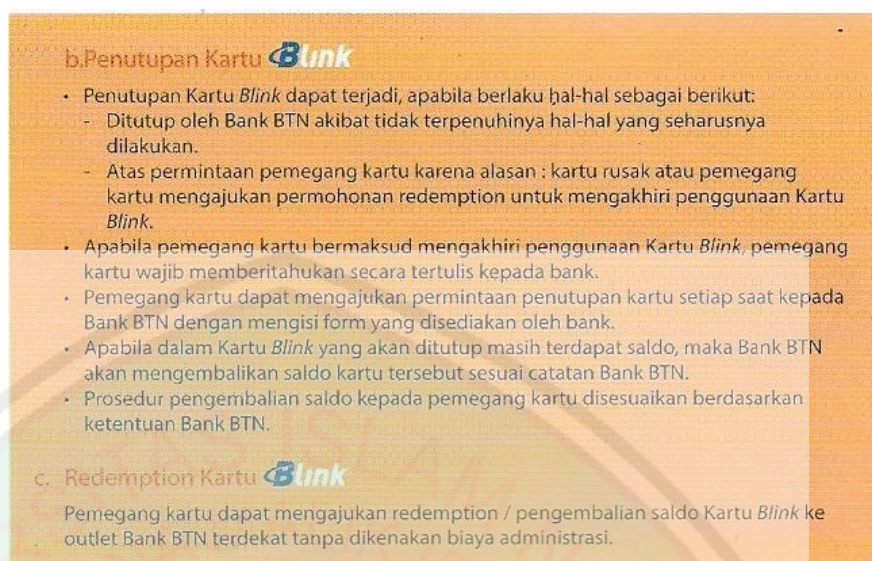 b.Penutupan Kartu Blink
• Penutupan Kartu Blink dapat terjadi, apabila berlaku hal-hal sebagai berikut:
- Ditutup oleh Bank BTN akibat tidak terpenuhinya hal-hal yang seharusnya
dilakukan.
- Atas permintaan pemegang kartu karena alasan : kartu rusak atau pemegang
kartu mengajukan permohonan redemption untuk mengakhiri penggunaan Kartu
Blink.
• Apabila pemegang kartu bermaksud mengakhiri penggunaan Kartu Blink, pemegang
kartu wajib memberitahukan secara tertulis kepada bank.
• Pemegang kartu dapat mengajukan permintaan penutupan kartu setiap saat kepada
Bank BTN dengan mengisi form yang disediakan oleh bank.
• Apabila dalam Kartu Blink yang akan ditutup masih terdapat saldo, maka Bank BTN
akan mengembalikan saldo kartu tersebut sesuai catatan Bank BTN.
• Prosedur pengembalian saldo kepada pemegang kartu disesuaikan berdasarkan
ketentuan Bank BTN.
c. Redemption Kartu Blink
Pemegang kartu dapat mengajukan redemption / pengembalian saldo Kartu Blink ke
outlet Bank BTN terdekat tanpa dikenakan biaya administrasi.
ISLAM